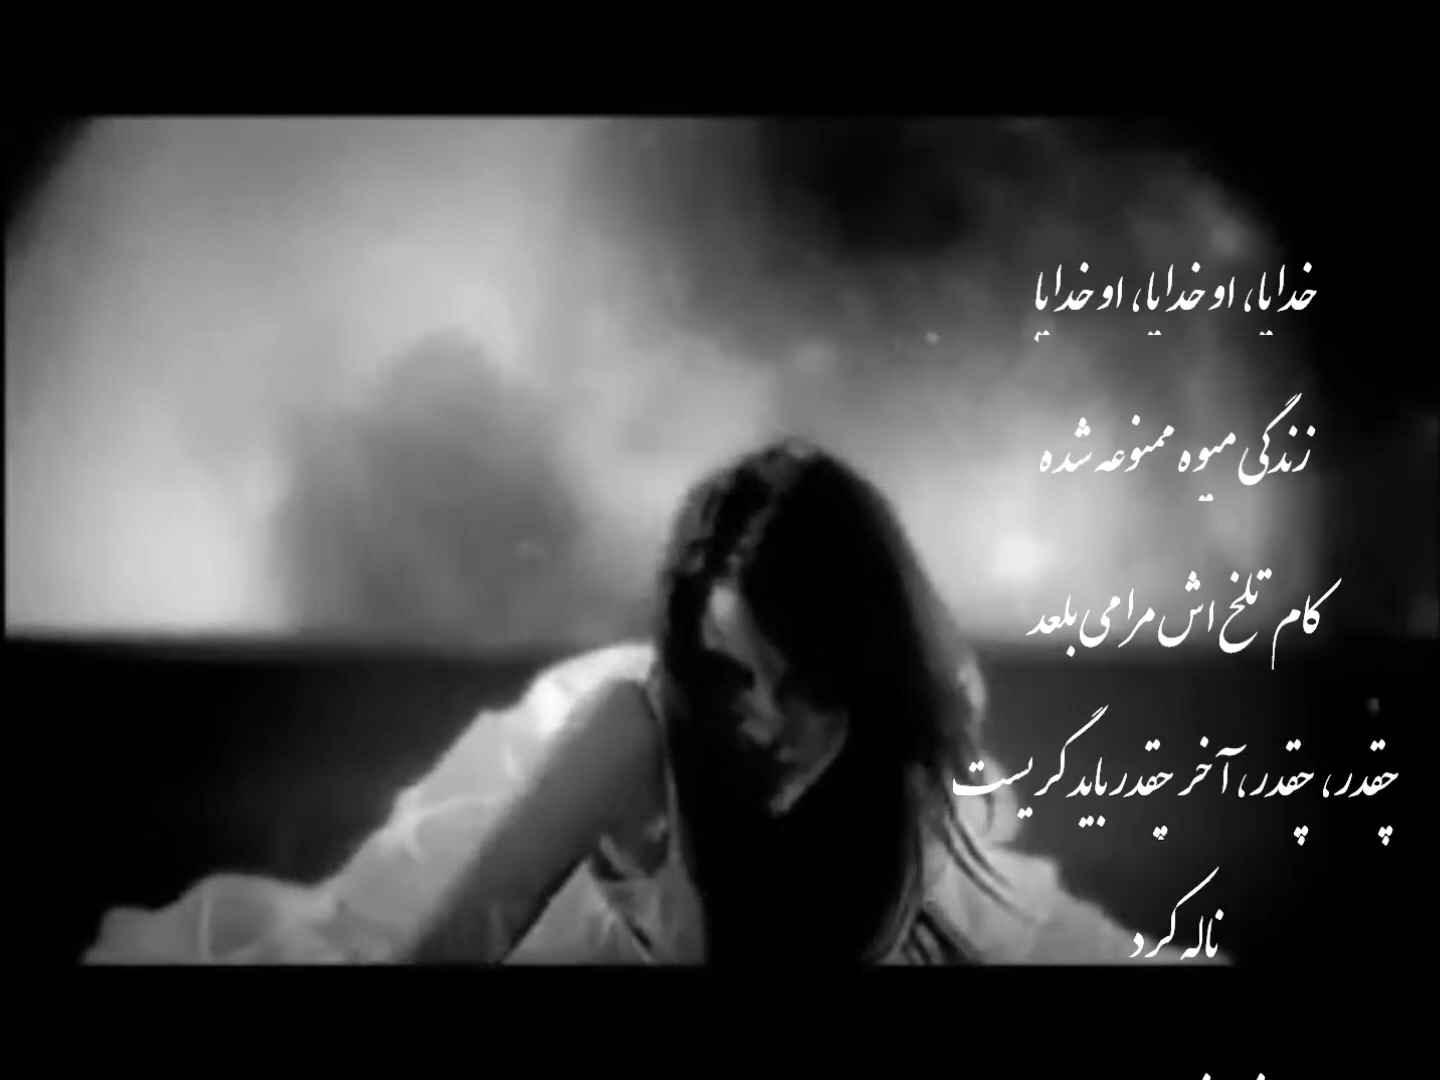 خدایا، او خدایا، او خدایا
زندگی میوه ممنوعه شده
کام تلخ اش مرا می بلعد
چقدر، چقدر، آخر چقدر باید گریست
ناله کرد